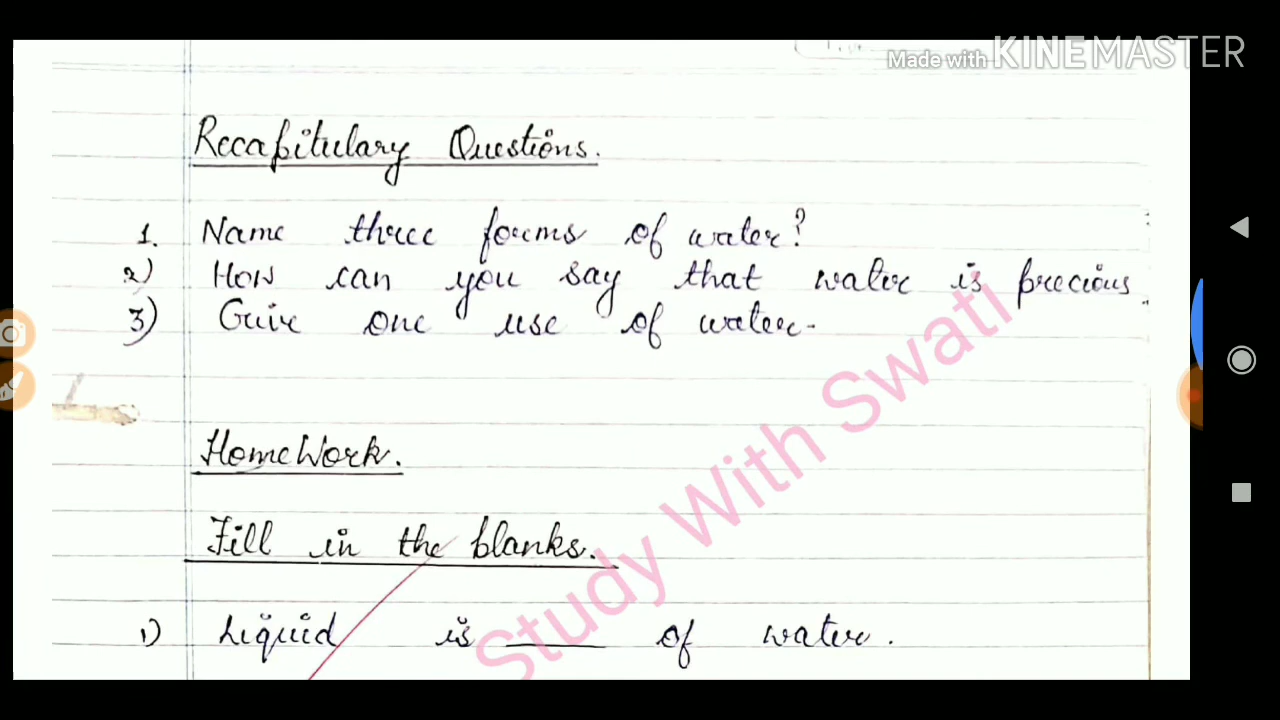 Made with KINEMASTER
Recapitulary Questions.
1. Name three forms of water?
2) How can you say that water is precious
3) Give one use of water.
HomeWork.
Fill in the blanks.
1) Liquid is ______ of water.
Study With Swati